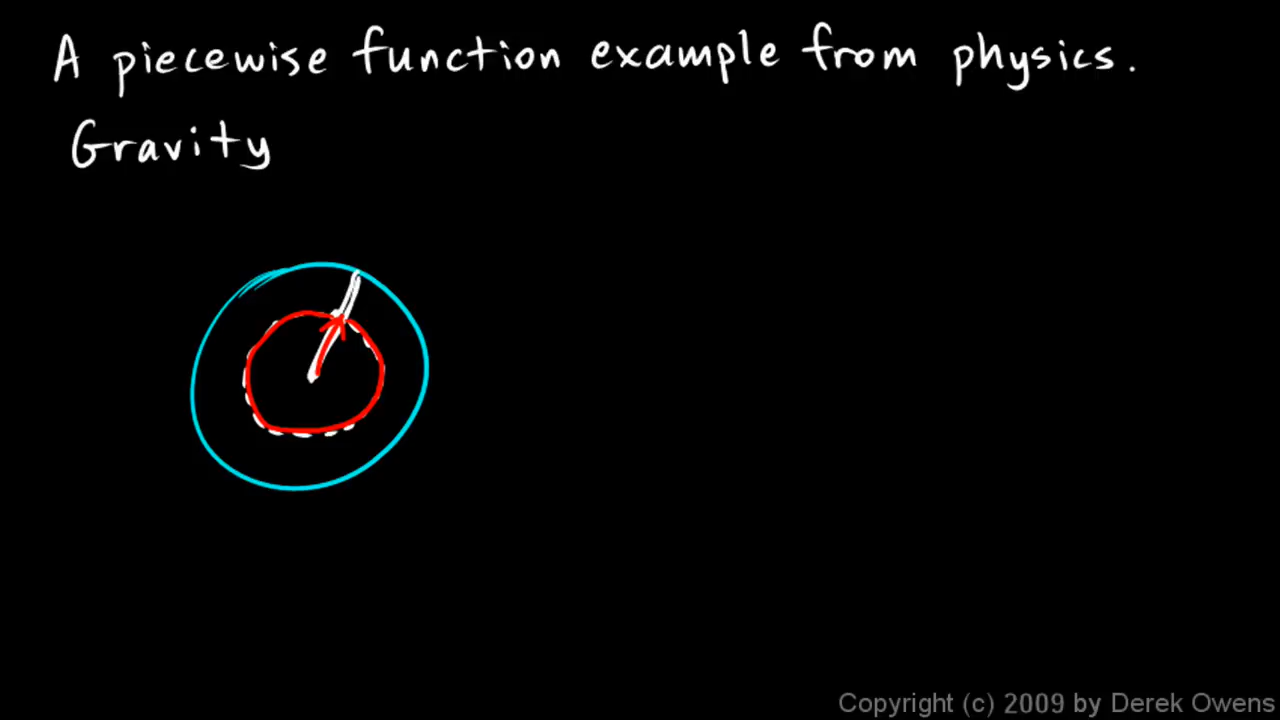 A piecewise function example from physics.
Gravity
Copyright (c) 2009 by Derek Owens